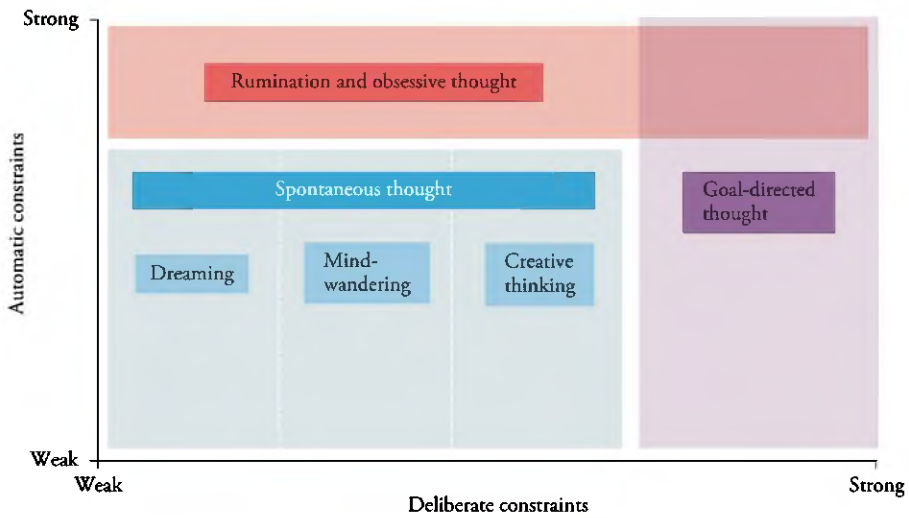 Strong
Rumination and obsessive thought
Automatic constraints
Spontaneous thought
Goal-directed
thought
Dreaming
Mind-
wandering
Creative
thinking
Weak
Weak
Strong
Deliberate constraints